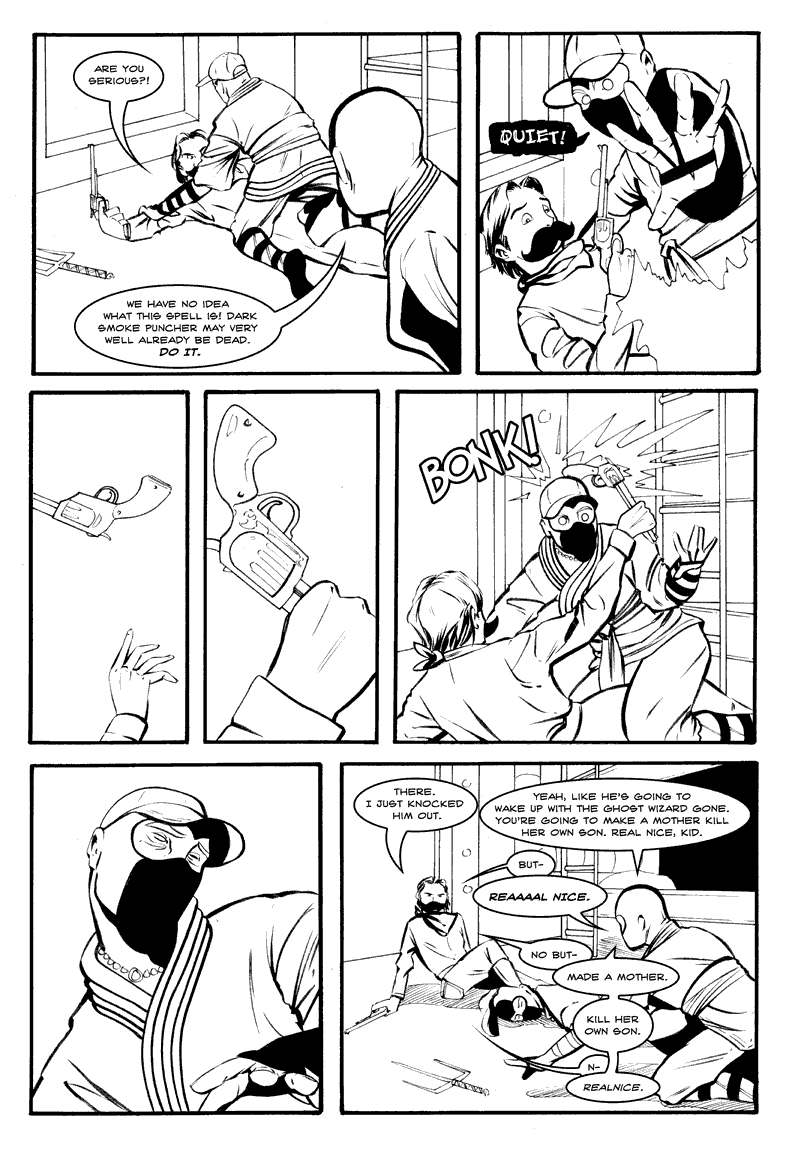 ARE YOU
SERIOUS?!
WE HAVE NO IDEA
WHAT THIS SPELL IS! DARK
SMOKE PUNCHER MAY VERY
WELL ALREADY BE DEAD.
DO IT.
QUIET!
BONK!
THERE.
I JUST KNOCKED
HIM OUT.
YEAH, LIKE HE'S GOING TO
WAKE UP WITH THE GHOST WIZARD GONE.
YOU'RE GOING TO MAKE A MOTHER KILL
HER OWN SON. REAL NICE, KID.
BUT-
REAAAAL NICE.
NO BUT-
MADE A MOTHER.
KILL HER
OWN SON.
N-
REALNICE.